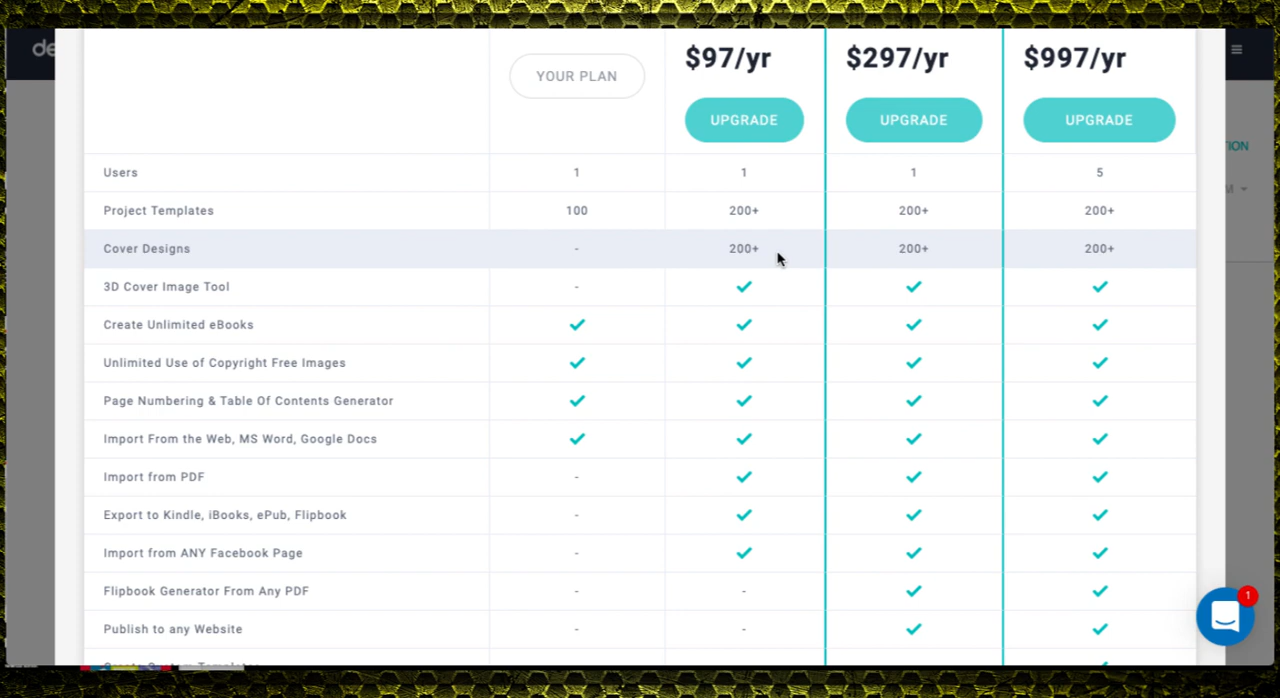 de
$97/yr $297/yr $997/yr
YOUR PLAN
UPGRADE UPGRADE UPGRADE
TION
Users 1 1 1 5
M
Project Templates 100 200+ 200+ 200+
Cover Designs - 200+ 200+ 200+
3D Cover Image Tool -
Create Unlimited eBooks
Unlimited Use of Copyright Free Images
Page Numbering & Table Of Contents Generator
Import From the Web, MS Word, Google Docs
Import from PDF -
Export to Kindle, iBooks, ePub, Flipbook -
Import from ANY Facebook Page -
Flipbook Generator From Any PDF - -
1
Publish to any Website - -